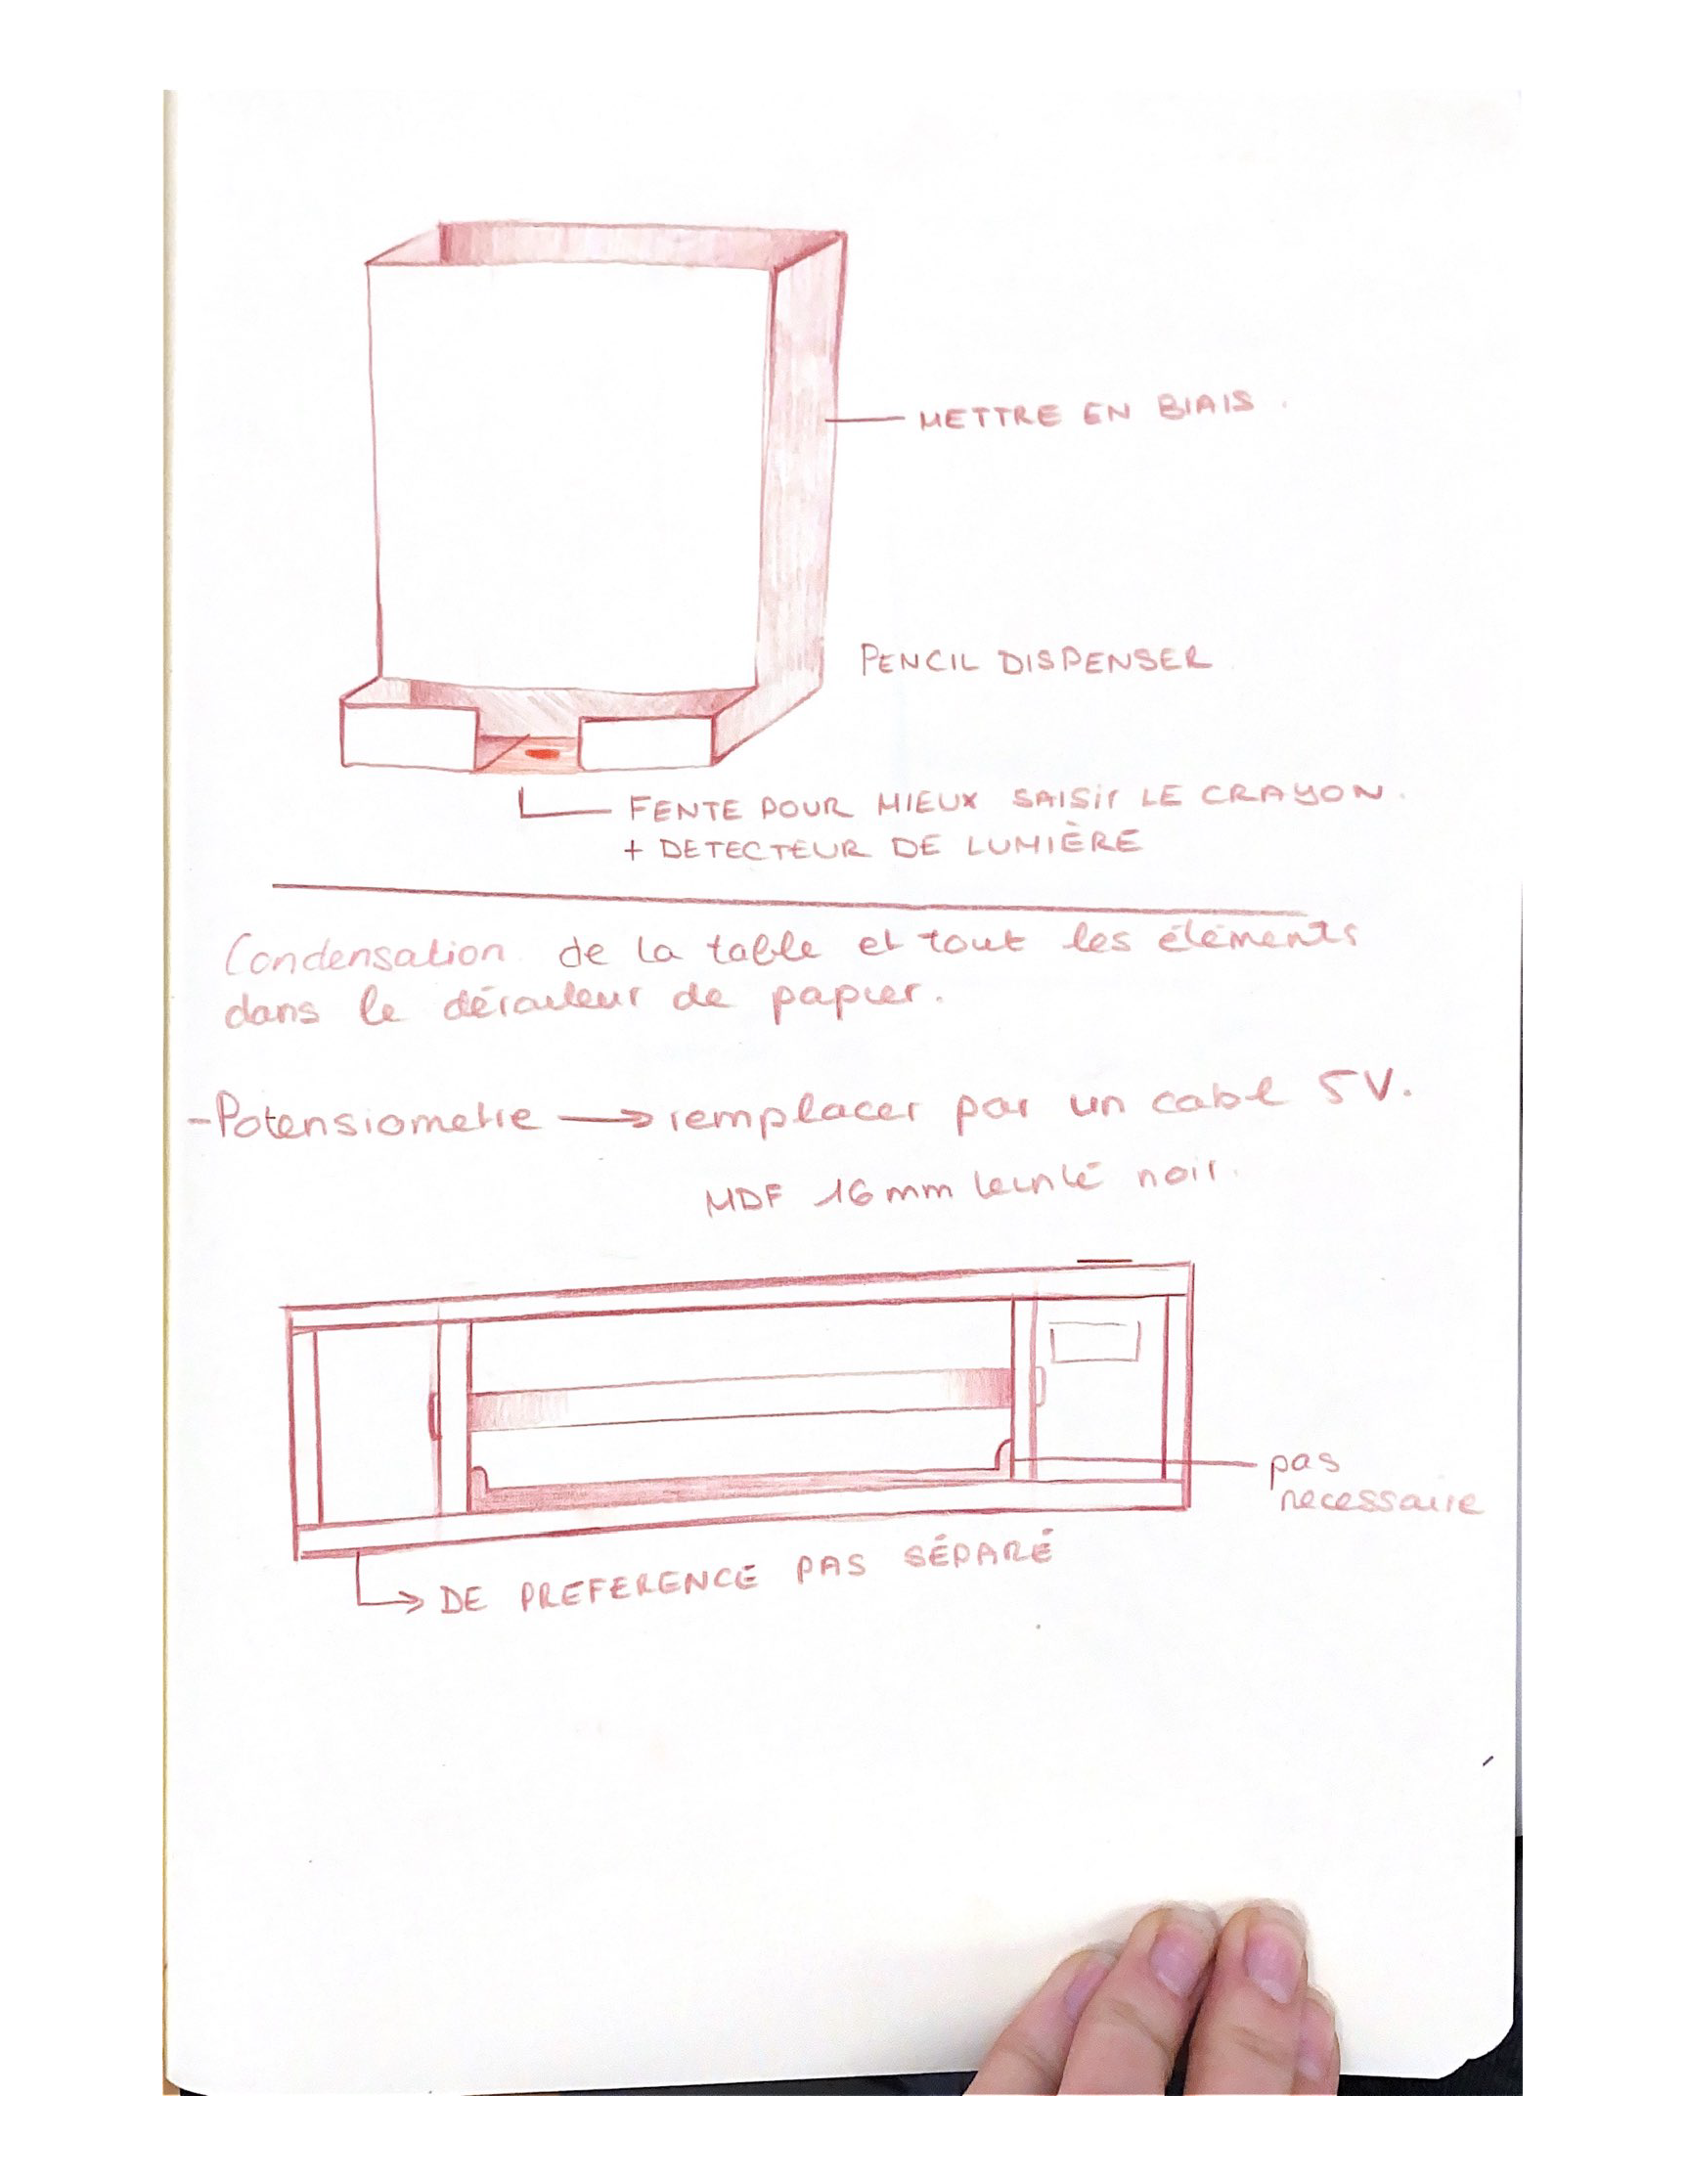 METTRE EN BIAIS.
PENCIL DISPENSER
FENTE POUR MIEUX SAISIR LE CRAYON.
+ DETECTEUR DE LUMIÈRE
Condensation de la table et tout les éléments
dans le dérouleur de papier.
-Potensiometre → remplacer par un cable 5V.
MDF 16mm teinté noir.
pas
necessaire
→ DE PREFERENCE PAS SÉPARÉ